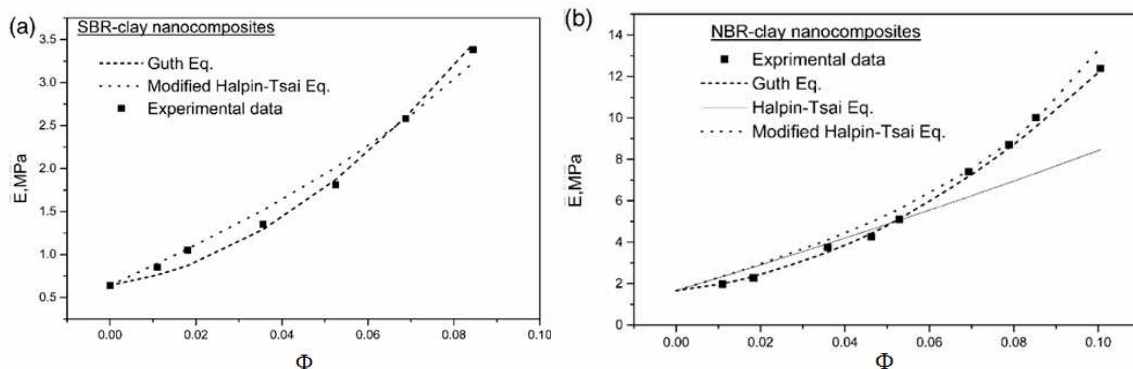 (a)
SBR-clay nanocomposites
Guth Eq.
Modified Halpin-Tsai Eq.
Experimental data
E,MPa
3.5
3.0
2.5
2.0
1.5
1.0
0.5
0.00
0.02
0.04
0.06
0.08
0.10
Φ
(b)
NBR-clay nanocomposites
Exprimental data
Guth Eq.
Halpin-Tsai Eq.
Modified Halpin-Tsai Eq.
E,MPa
14
12
10
8
6
4
2
0
0.00
0.02
0.04
0.06
0.08
0.10
Φ